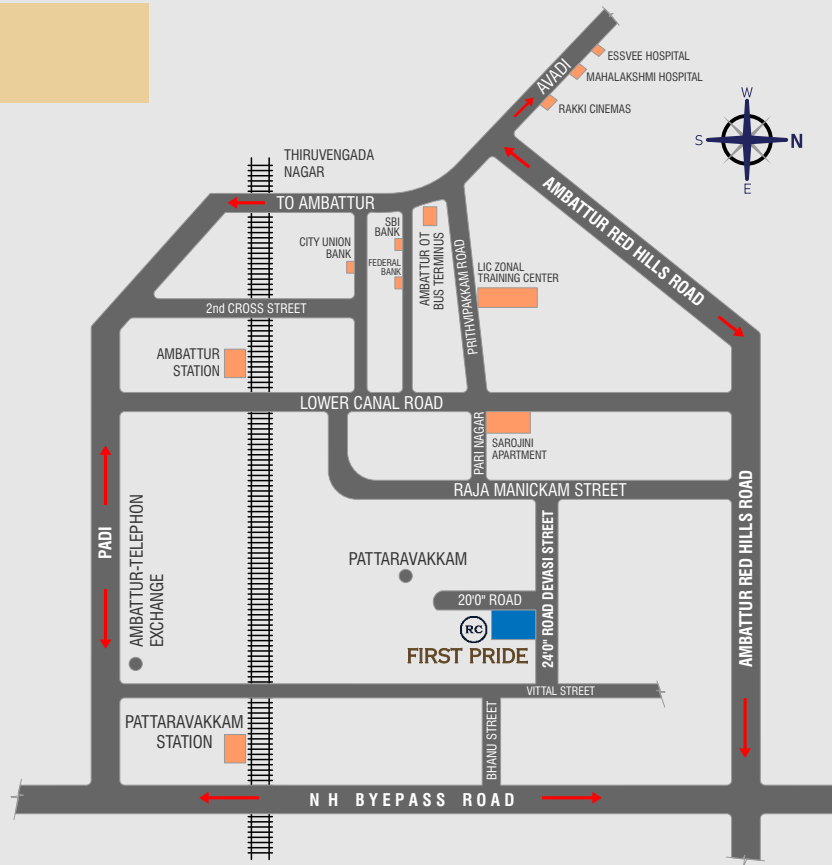 ESSVEE HOSPITAL
AVADI
MAHALAKSHMI HOSPITAL
RAKKI CINEMAS
W
S
N
E
THIRUVENGADA
NAGAR
TO AMBATTUR
AMBATTUR RED HILLS ROAD
SBI
BANK
CITY UNION
BANK
FEDERAL
BANK
AMBATTUR OT
BUS TERMINUS
PRITHVIPAKKAM ROAD
LIC ZONAL
TRAINING CENTER
2nd CROSS STREET
AMBATTUR
STATION
LOWER CANAL ROAD
PARI NAGAR
SAROJINI
APARTMENT
RAJA MANICKAM STREET
AMBATTUR RED HILLS ROAD
PADI
AMBATTUR-TELEPHON
EXCHANGE
PATTARAVAKKAM
24'0" ROAD DEVASI STREET
20'0" ROAD
RC
FIRST PRIDE
VITTAL STREET
PATTARAVAKKAM
STATION
BHANU STREET
NH BYEPASS ROAD